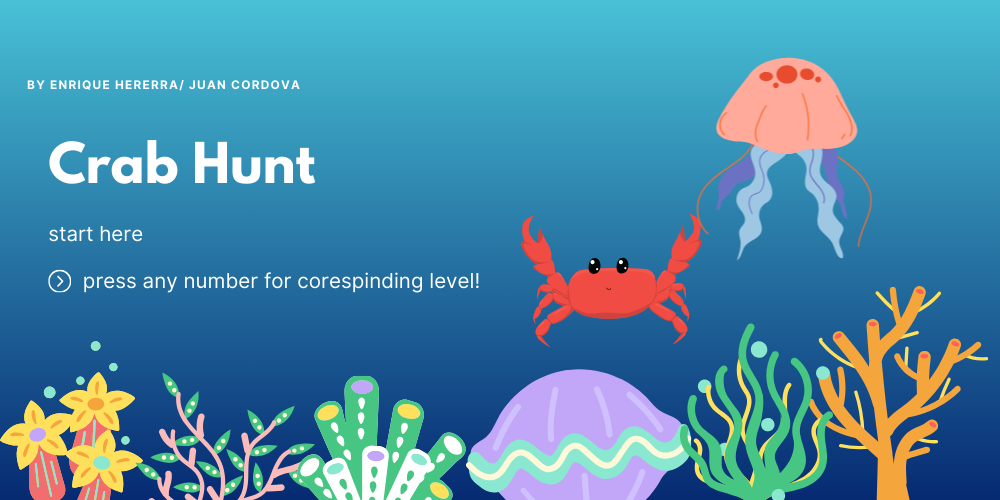 BY ENRIQUE HERERRA/ JUAN CORDOVA
Crab Hunt
start here
press any number for corespinding level!